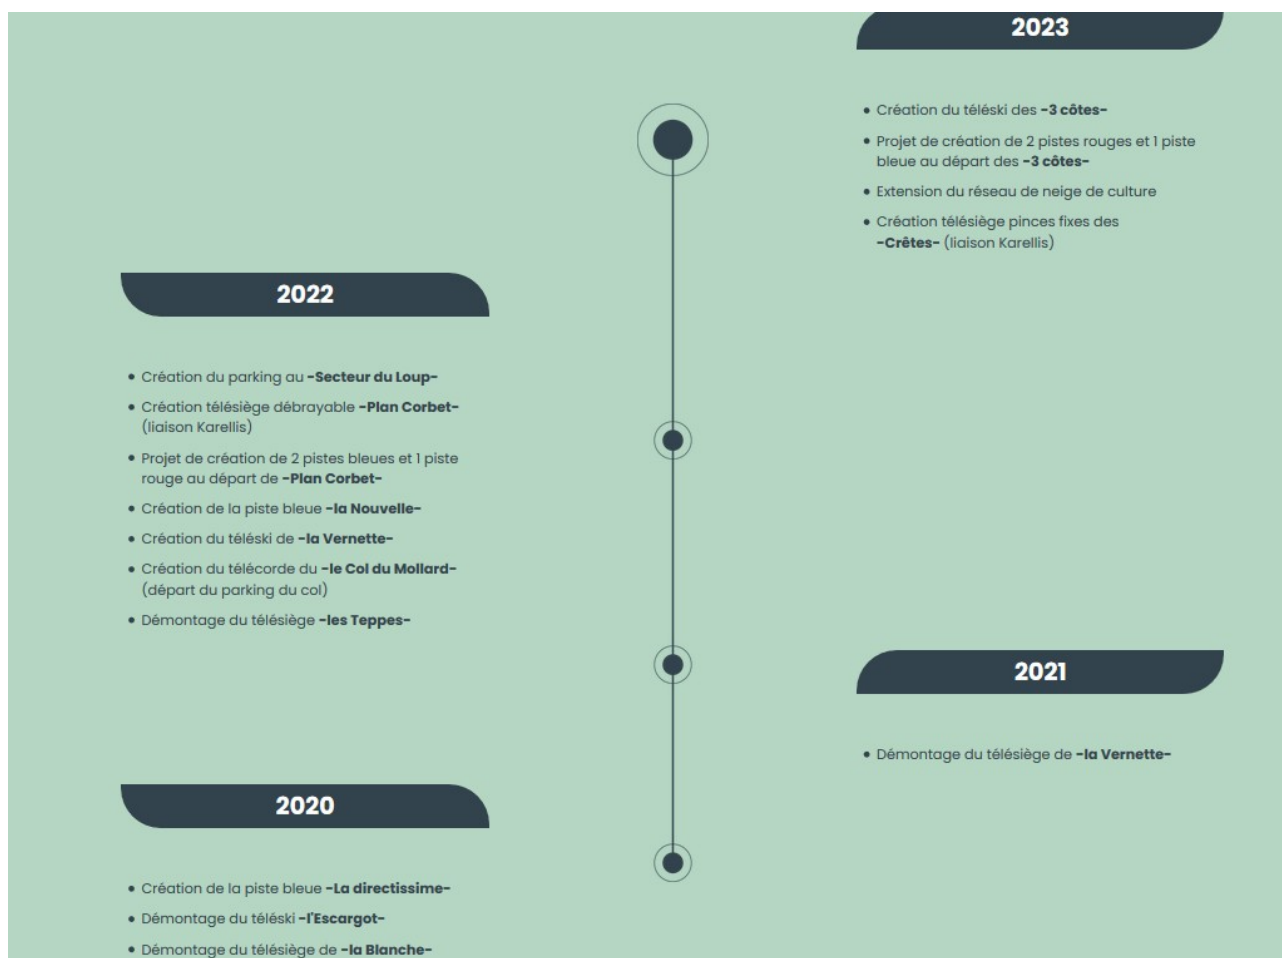 2023
• Création du téléski des -3 côtes-
• Projet de création de 2 pistes rouges et 1 piste
bleue au départ des -3 côtes-
• Extension du réseau de neige de culture
• Création télésiège pinces fixes des
-Crêtes- (liaison Karellis)
2022
• Création du parking au -Secteur du Loup-
• Création télésiège débrayable -Plan Corbet-
(liaison Karellis)
• Projet de création de 2 pistes bleues et 1 piste
rouge au départ de -Plan Corbet-
• Création de la piste bleue -la Nouvelle-
• Création du téléski de -la Vernette-
• Création du télécorde du -le Col du Mollard-
(départ du parking du col)
• Démontage du télésiège -les Teppes-
2021
• Démontage du télésiège de -la Vernette-
2020
• Création de la piste bleue -La directissime-
• Démontage du téléski -l'Escargot-
• Démontage du télésiège de -la Blanche-